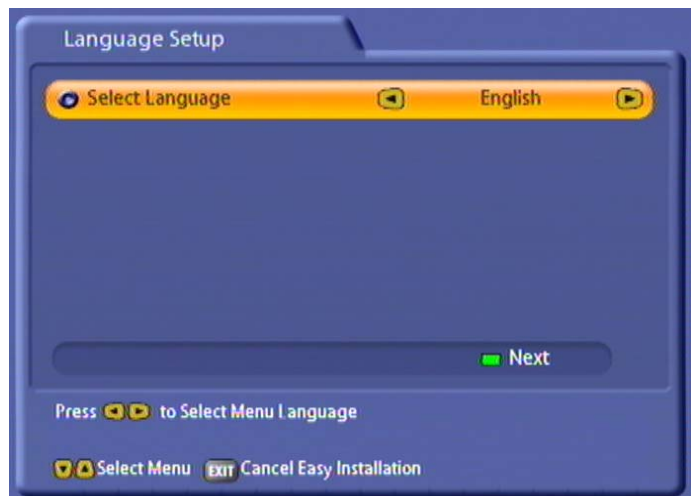 Language Setup
Select Language English
Next
Press to Select Menu Language
Select Menu EXIT Cancel Easy Installation